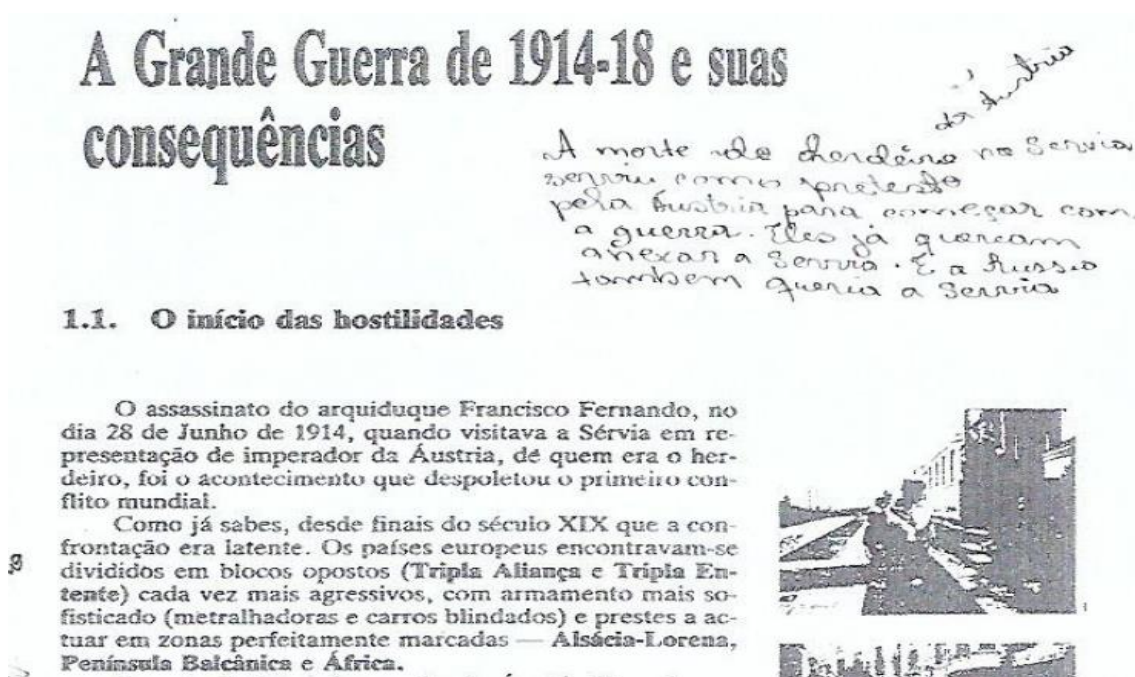 A Grande Guerra de 1914-18 e suas
consequências
da Áustria
A morte do herdeiro na Servia
serviu como pretesto
pela Áustria para começar com
a guerra. Eles já queream
anexar a Servia. E a Russia
tambem queria a Servia
1.1. O início das hostilidades
O assassinato do arquiduque Francisco Fernando, no
dia 28 de Junho de 1914, quando visitava a Sérvia em re-
presentação de imperador da Áustria, de quem era o her-
deiro, foi o acontecimento que despoletou o primeiro con-
flito mundial.
Como já sabes, desde finais do século XIX que a con-
frontação era latente. Os países europeus encontravam-se
divididos em blocos opostos (Tripla Aliança e Tripla En-
tente) cada vez mais agressivos, com armamento mais so-
fisticado (metralhadoras e carros blindados) e prestes a ac-
tuar em zonas perfeitamente marcadas — Alsácia-Lorena,
Península Balcânica e África.